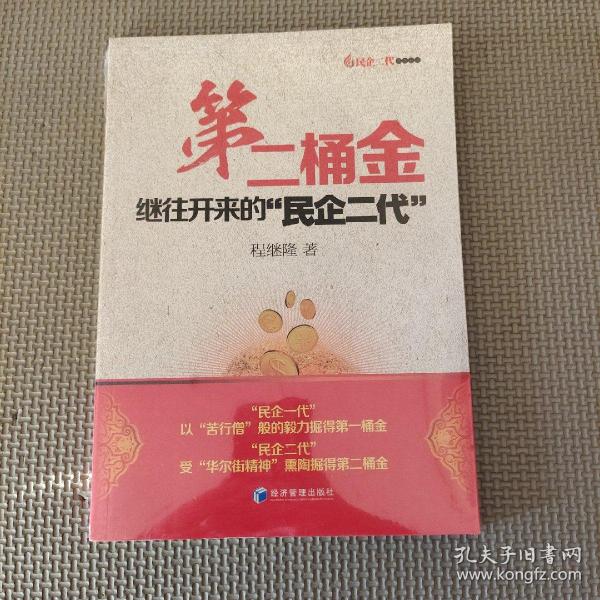 民企二代
第二桶金
继往开来的“民企二代”
程继隆 著
“民企一代”
以“苦行僧”般的毅力掘得第一桶金
“民企二代”
受“华尔街精神”熏陶掘得第二桶金
经济管理出版社
孔夫子旧书网
www.kongfz.com